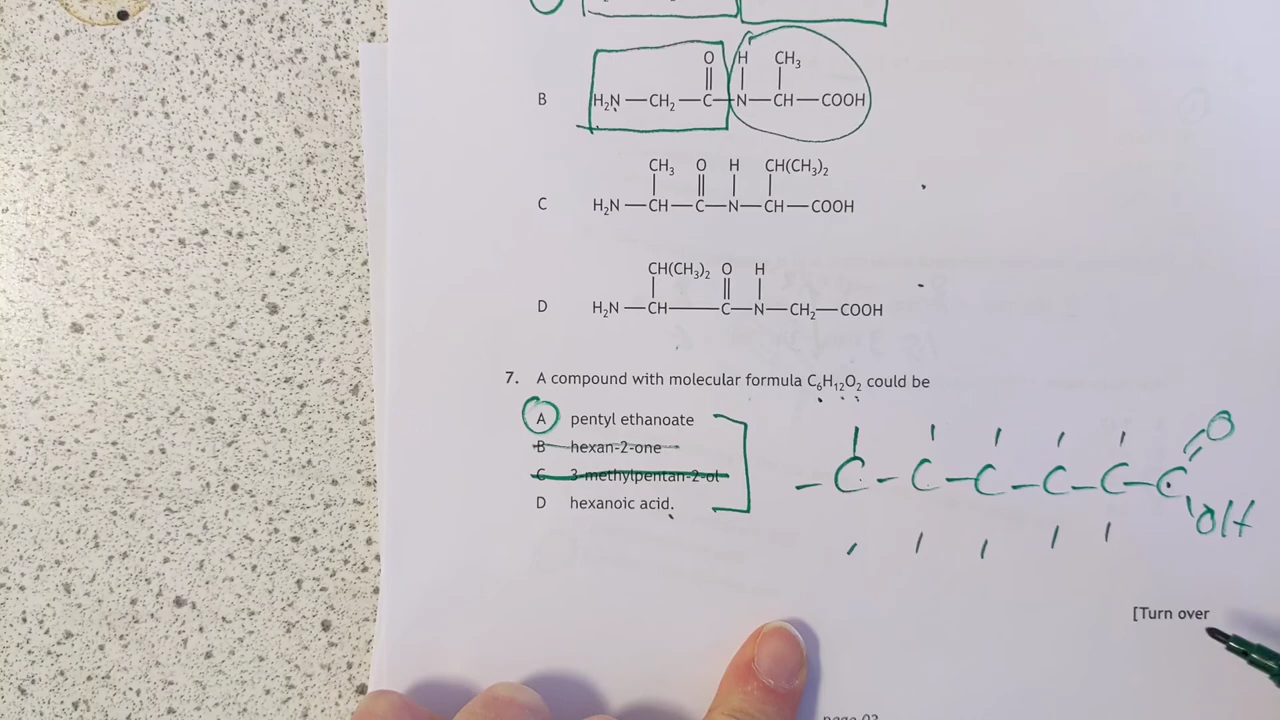 O H CH₃
B H₂N—CH₂—C—N—CH—COOH
CH₃ O H CH(CH₃)₂
C H₂N—CH—C—N—CH—COOH
CH(CH₃)₂ O H
D H₂N—CH—C—N—CH₂—COOH
7. A compound with molecular formula C₆H₁₂O₂ could be
A pentyl ethanoate
B hexan-2-one
C 3-methylpentan-2-ol
D hexanoic acid.
O
-C-C-C-C-C-C
OH
[Turn over